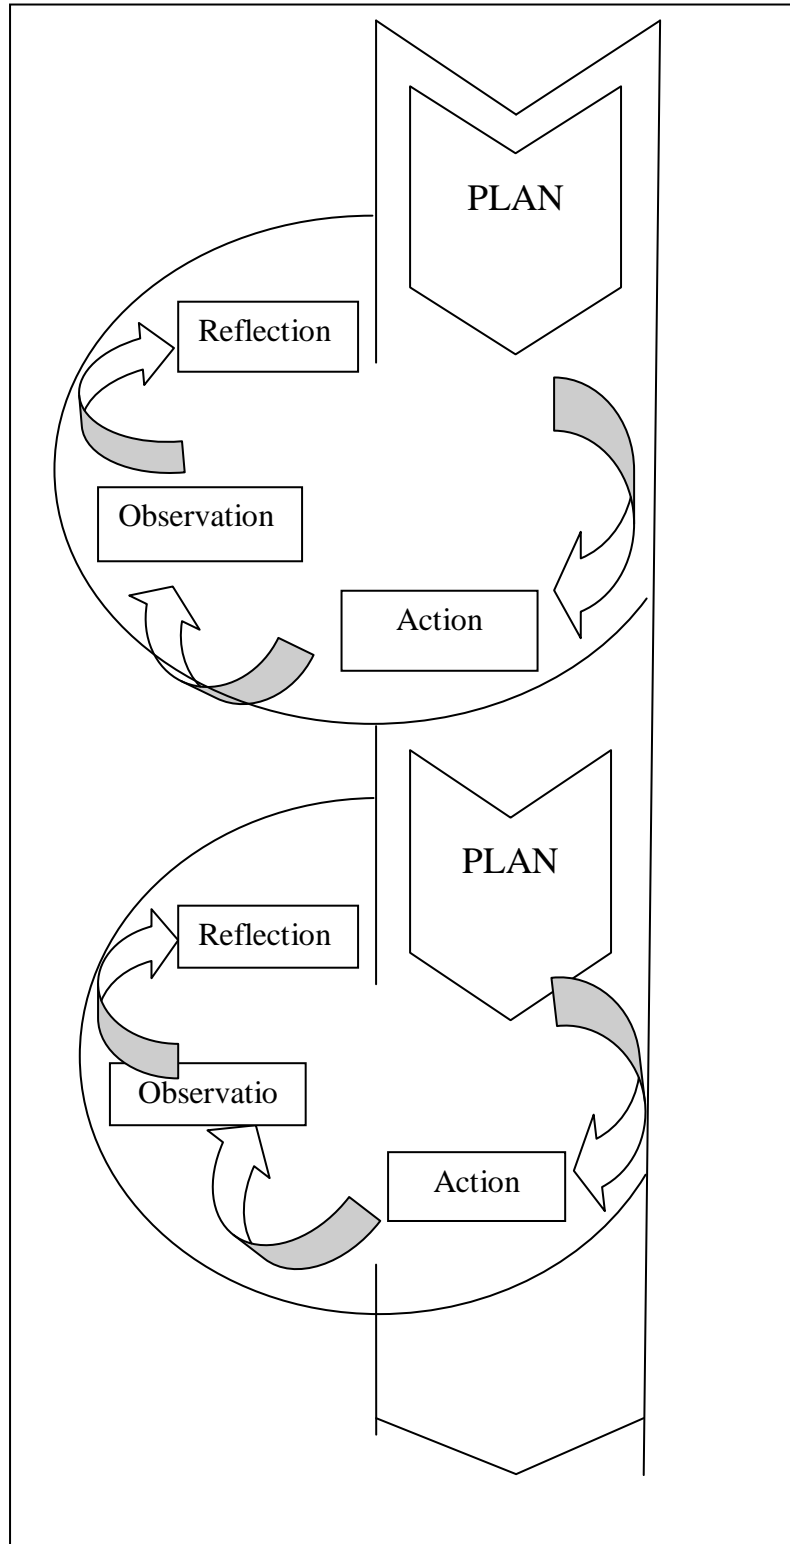 PLAN
Reflection
Observation
Action
PLAN
Reflection
Observatio
Action